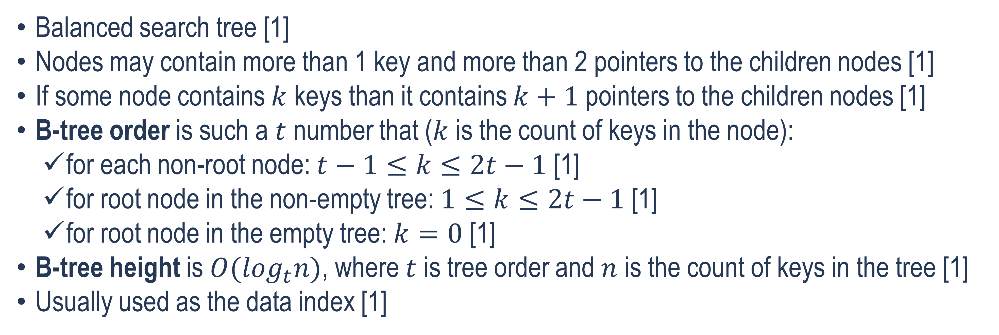 • Balanced search tree [1]
• Nodes may contain more than 1 key and more than 2 pointers to the children nodes [1]
• If some node contains k keys than it contains k + 1 pointers to the children nodes [1]
• B-tree order is such a t number that (k is the count of keys in the node):
✓for each non-root node: t − 1 ≤ k ≤ 2t − 1 [1]
✓for root node in the non-empty tree: 1 ≤ k ≤ 2t − 1 [1]
✓for root node in the empty tree: k = 0 [1]
• B-tree height is O(logₜn), where t is tree order and n is the count of keys in the tree [1]
• Usually used as the data index [1]